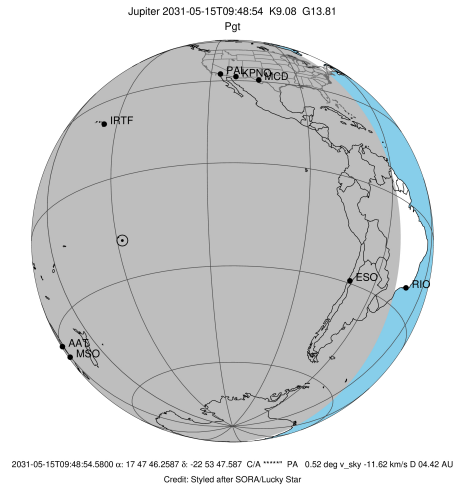 Jupiter 2031-05-15T09:48:54 K9.08 G13.81
Pgt
PAL
KPNO
MCD
IRTF
ESO
RIO
AAT
MSO
2031-05-15T09:48:54.5800 α: 17 47 46.2587 δ: -22 53 47.587 C/A *****" PA 0.52 deg v_sky -11.62 km/s D 04.42 AU
Credit: Styled after SORA/Lucky Star